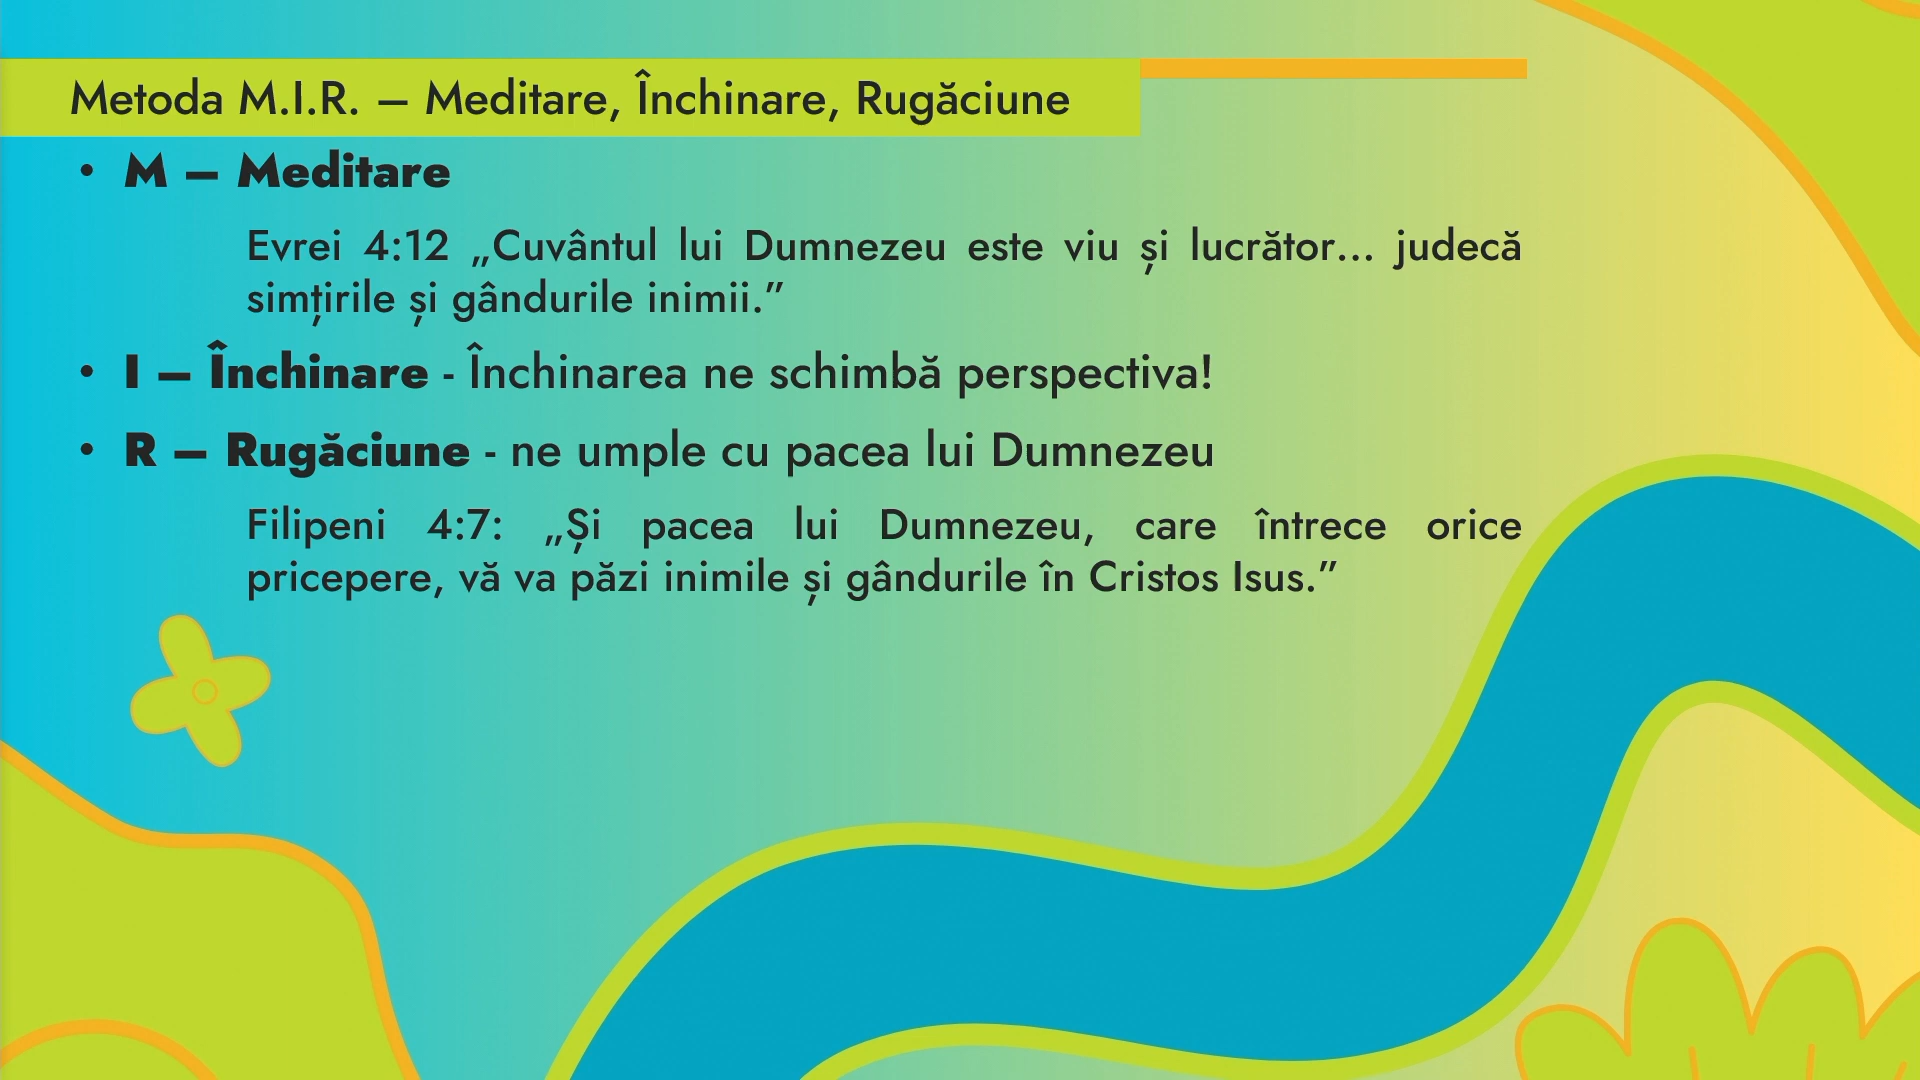 Metoda M.I.R. – Meditare, Închinare, Rugăciune
• M – Meditare
Evrei 4:12 „Cuvântul lui Dumnezeu este viu și lucrător... judecă
simțirile și gândurile inimii.”
• I – Închinare - Închinarea ne schimbă perspectiva!
• R – Rugăciune - ne umple cu pacea lui Dumnezeu
Filipeni 4:7: „Și pacea lui Dumnezeu, care întrece orice
pricepere, vă va păzi inimile și gândurile în Cristos Isus.”